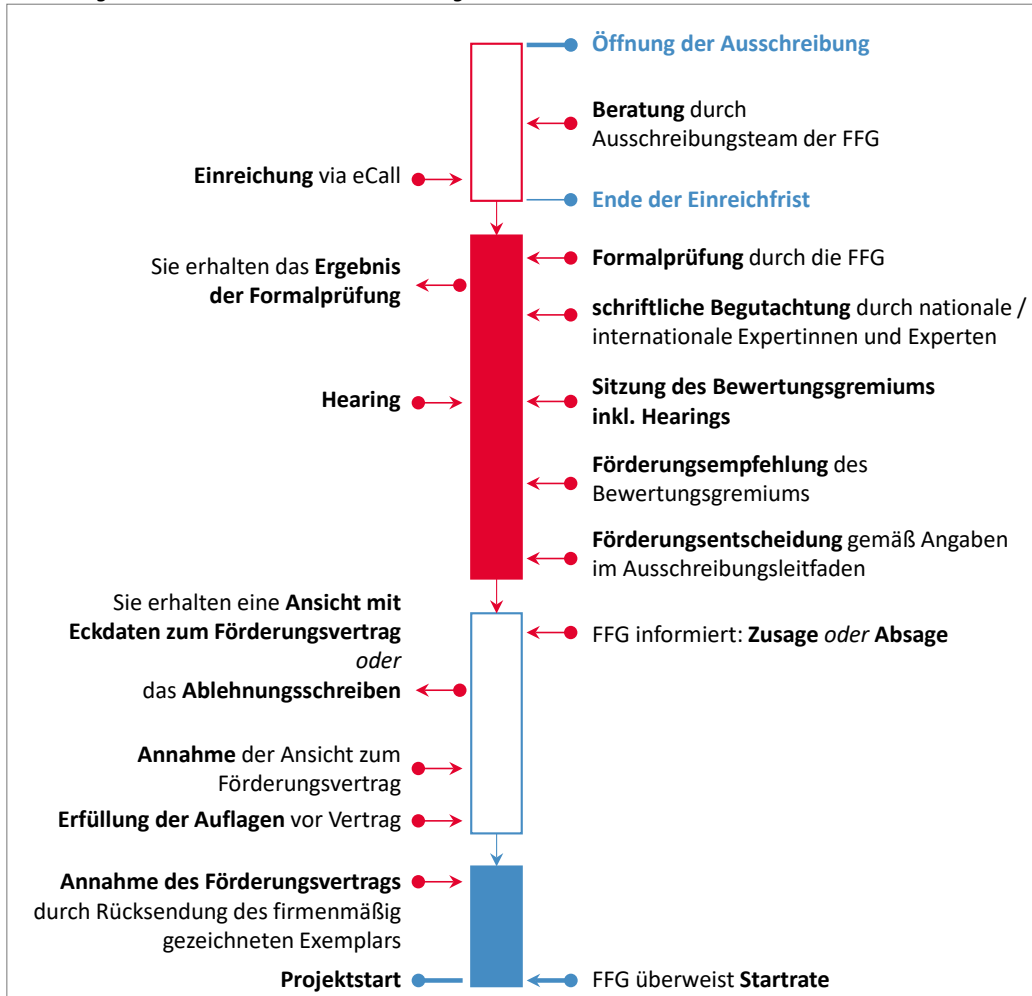 Öffnung der Ausschreibung
Beratung durch
Ausschreibungsteam der FFG
Einreichung via eCall
Ende der Einreichfrist
Formalprüfung durch die FFG
Sie erhalten das Ergebnis
der Formalprüfung
schriftliche Begutachtung durch nationale /
internationale Expertinnen und Experten
Hearing
Sitzung des Bewertungsgremiums
inkl. Hearings
Förderungsempfehlung des
Bewertungsgremiums
Förderungsentscheidung gemäß Angaben
im Ausschreibungsleitfaden
Sie erhalten eine Ansicht mit
Eckdaten zum Förderungsvertrag
oder
das Ablehnungsschreiben
FFG informiert: Zusage oder Absage
Annahme der Ansicht zum
Förderungsvertrag
Erfüllung der Auflagen vor Vertrag
Annahme des Förderungsvertrags
durch Rücksendung des firmenmäßig
gezeichneten Exemplars
Projektstart
FFG überweist Startrate